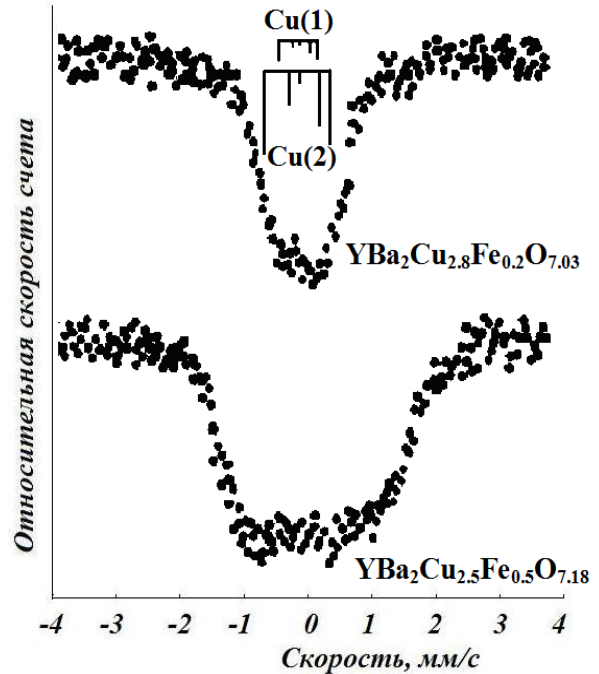 Cu(1)
Cu(2)
YBa₂Cu₂.₈Fe₀.₂O₇.₀₃
YBa₂Cu₂.₅Fe₀.₅O₇.₁₈
Относительная скорость счета
-4 -3 -2 -1 0 1 2 3 4
Скорость, мм/с